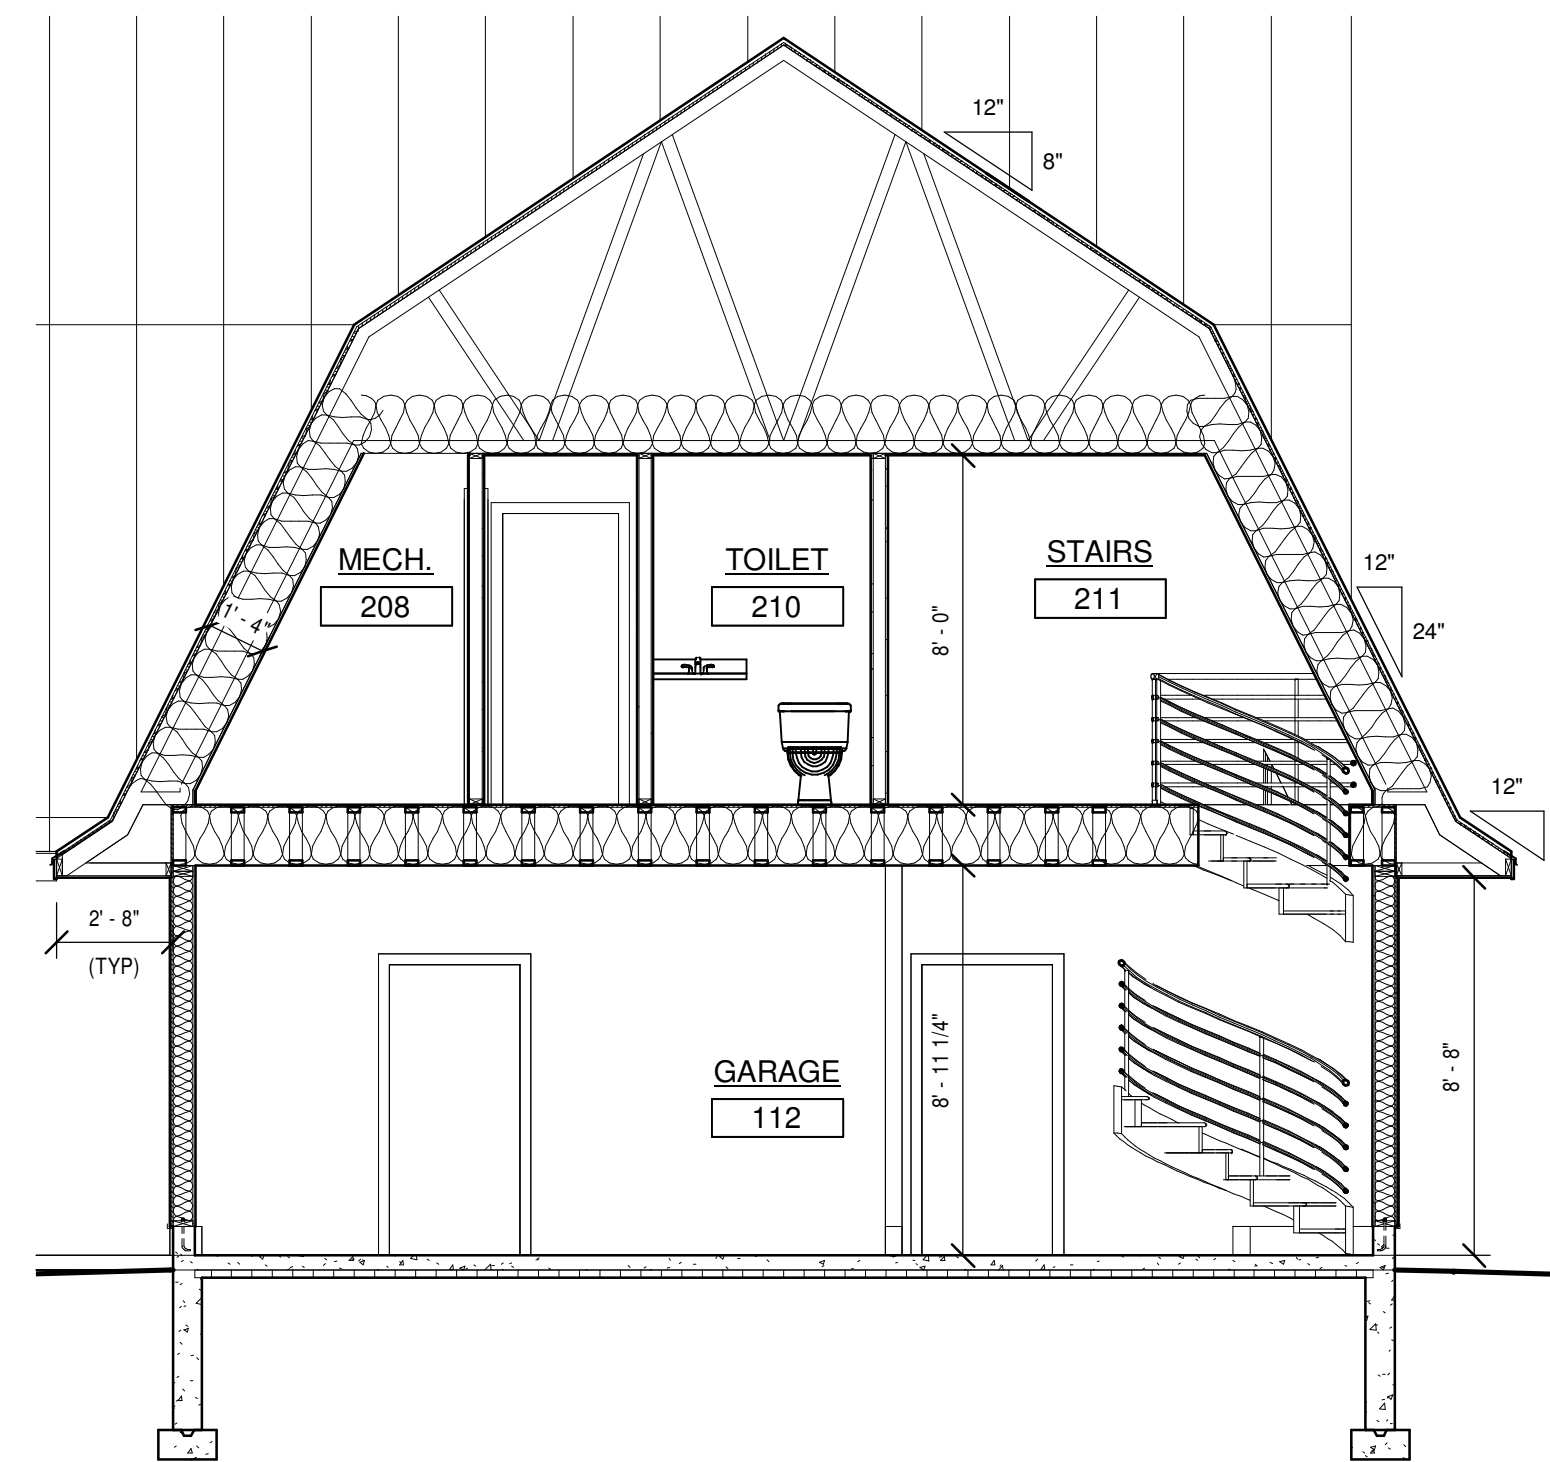 12"
8"
12"
24"
MECH.
208
TOILET
210
STAIRS
211
8' - 0"
1' - 4"
12"
2' - 8"
(TYP)
GARAGE
112
8' - 11 1/4"
8' - 8"